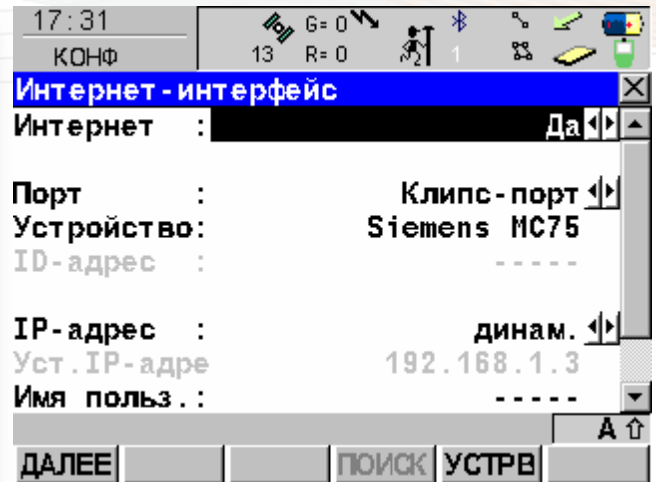 17:31 G= 0
КОНФ 13 R= 0 2 1
Интернет-интерфейс
Интернет : Да
Порт : Клипс-порт
Устройство: Siemens MC75
ID-адрес : -----
IP-адрес : динам.
Уст.IP-адре 192.168.1.3
Имя польз.: -----
A
ДАЛЕЕ ПОИСК УСТРВ